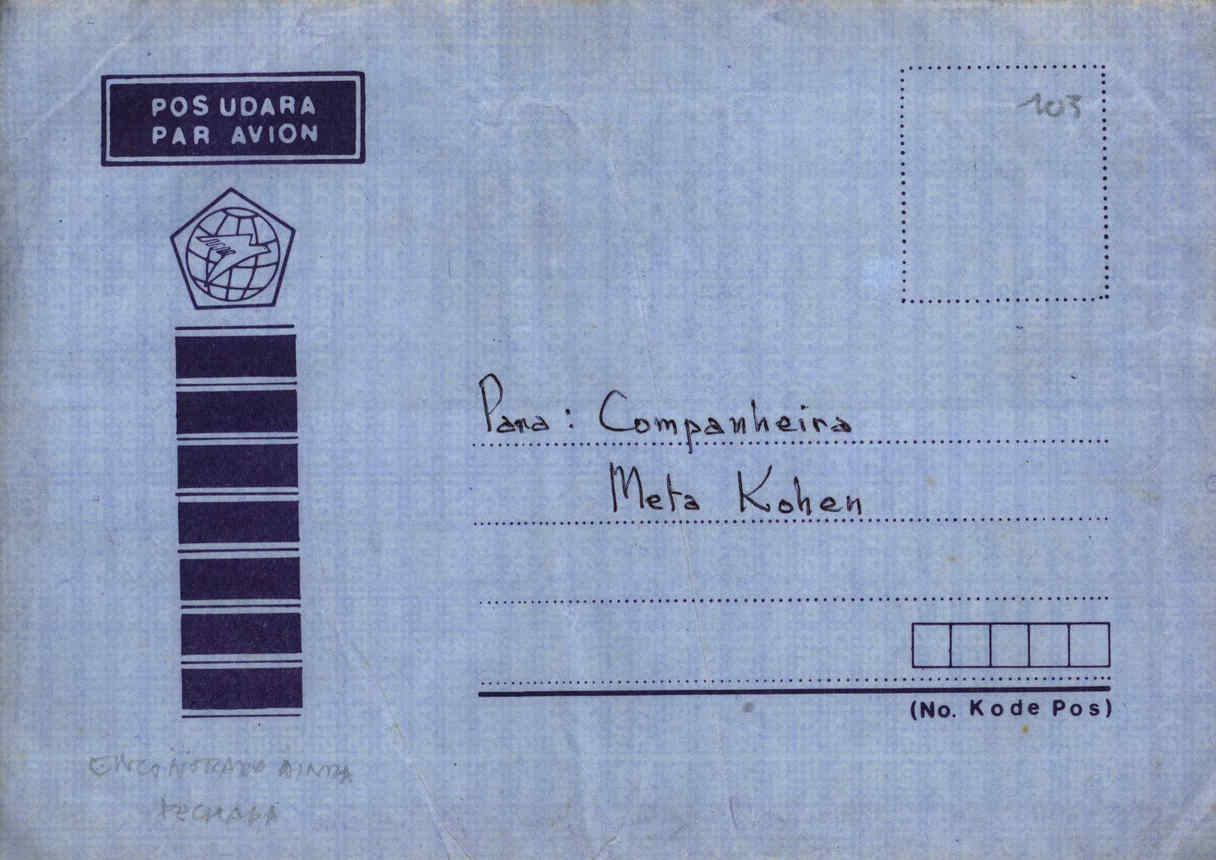 POS UDARA
PAR AVION
103
Para: Companheira
Meta Kohen
(No. Kode Pos)
ENCONTRADO AINDA
FECHADA